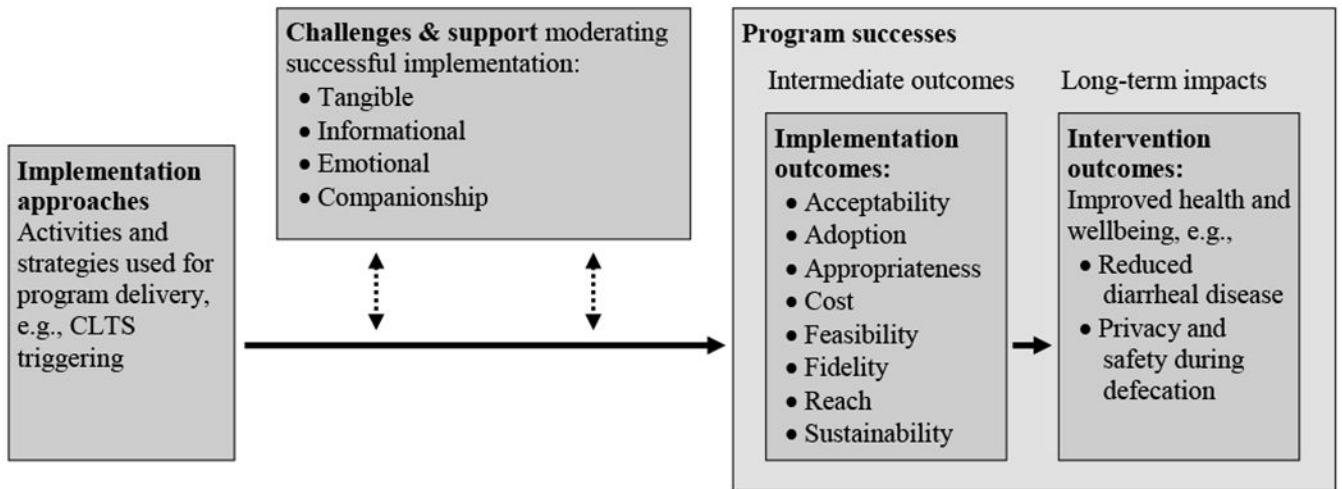 Implementation
approaches
Activities and
strategies used for
program delivery,
e.g., CLTS
triggering
Challenges & support moderating
successful implementation:
• Tangible
• Informational
• Emotional
• Companionship
Program successes
Intermediate outcomes
Implementation
outcomes:
• Acceptability
• Adoption
• Appropriateness
• Cost
• Feasibility
• Fidelity
• Reach
• Sustainability
Long-term impacts
Intervention
outcomes:
Improved health and
wellbeing, e.g.,
• Reduced
diarrheal disease
• Privacy and
safety during
defecation